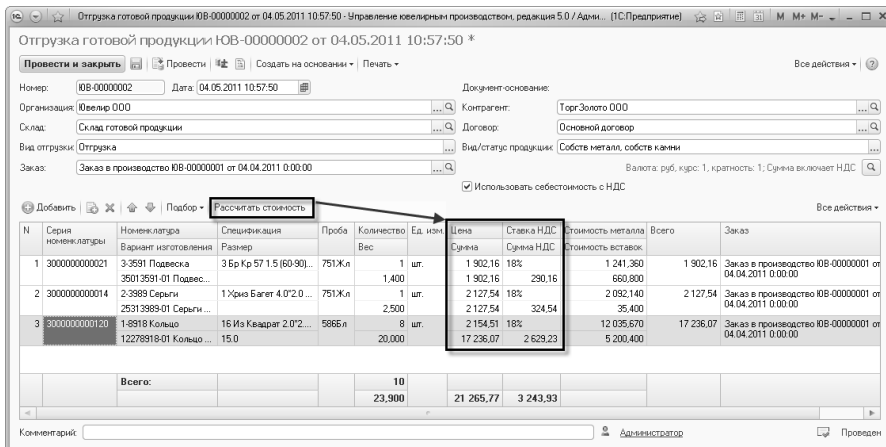 Отгрузка готовой продукции ЮВ-00000002 от 04.05.2011 10:57:50 - Управление ювелирным производством, редакция 5.0 / Адми... (1С:Предприятие) M M+ M-
Отгрузка готовой продукции ЮВ-00000002 от 04.05.2011 10:57:50 *
Провести и закрыть Провести Создать на основании Печать Все действия
Номер: ЮВ-00000002 Дата: 04.05.2011 10:57:50 Документ-основание:
Организация: Ювелир ООО ... Контрагент: ТоргЗолото ООО ...
Склад: Склад готовой продукции ... Договор: Основной договор ...
Вид отгрузки: Отгрузка ... Вид/статус продукции: Собств металл, собств камни ...
Заказ: Заказ в производство ЮВ-00000001 от 04.04.2011 0:00:00 ... Валюта: руб, курс: 1, кратность: 1; Сумма включает НДС
Использовать себестоимость с НДС
Добавить Подбор Рассчитать стоимость Все действия
N Серия номенклатуры Номенклатура Спецификация Проба Количество Ед. изм. Цена Ставка НДС Стоимость металла Всего Заказ
Вариант изготовления Размер Вес Сумма Сумма НДС Стоимость вставок
1 3000000000021 3-3591 Подвеска 3 Бр Кр 57 1.5 (60-90)... 751Жл 1 шт. 1 902,16 18% 1 241,360 1 902,16 Заказ в производство ЮВ-00000001 от
35013591-01 Подвес... 1,400 1 902,16 290,16 660,800 04.04.2011 0:00:00
2 3000000000014 2-3989 Серьги 1 Хриз Багет 4.0*2.0 ... 751Жл 1 шт. 2 127,54 18% 2 092,140 2 127,54 Заказ в производство ЮВ-00000001 от
25313989-01 Серьги ... 2,500 2 127,54 324,54 35,400 04.04.2011 0:00:00
3 3000000000120 1-8918 Кольцо 16 Из Квадрат 2.0*2.... 586Бл 8 шт. 2 154,51 18% 12 035,670 17 236,07 Заказ в производство ЮВ-00000001 от
12278918-01 Кольцо ... 15.0 20,000 17 236,07 2 629,23 5 200,400 04.04.2011 0:00:00
Всего: 10
23,900 21 265,77 3 243,93
Комментарий: Администратор Проведен